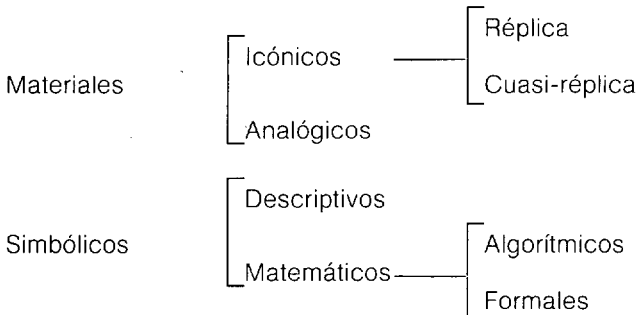 Materiales
Icónicos
Réplica
Cuasi-réplica
Analógicos
Simbólicos
Descriptivos
Matemáticos
Algorítmicos
Formales